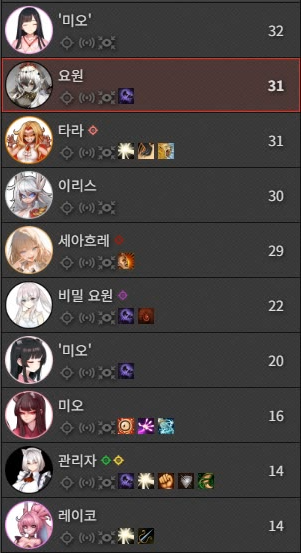 '미오' 32
요원 31
타라 31
이리스 30
세아흐레 29
비밀 요원 22
'미오' 20
미오 16
관리자 14
레이코 14